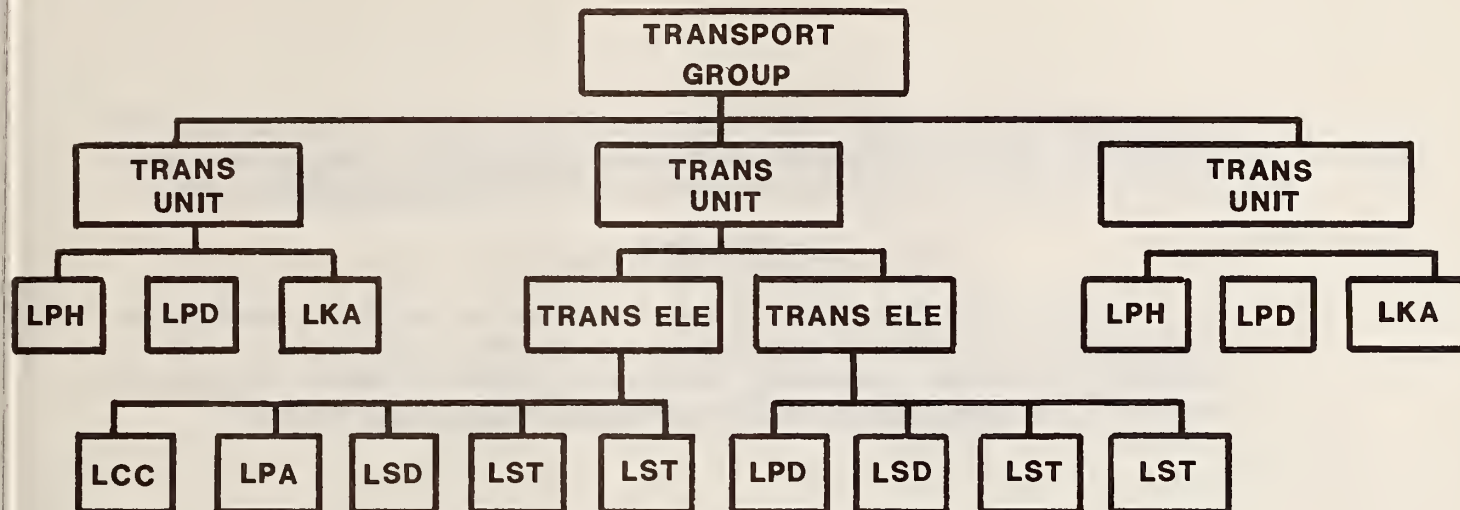 TRANSPORT
GROUP
TRANS
UNIT
TRANS
UNIT
TRANS
UNIT
LPH
LPD
LKA
TRANS ELE
TRANS ELE
LPH
LPD
LKA
LCC
LPA
LSD
LST
LST
LPD
LSD
LST
LST